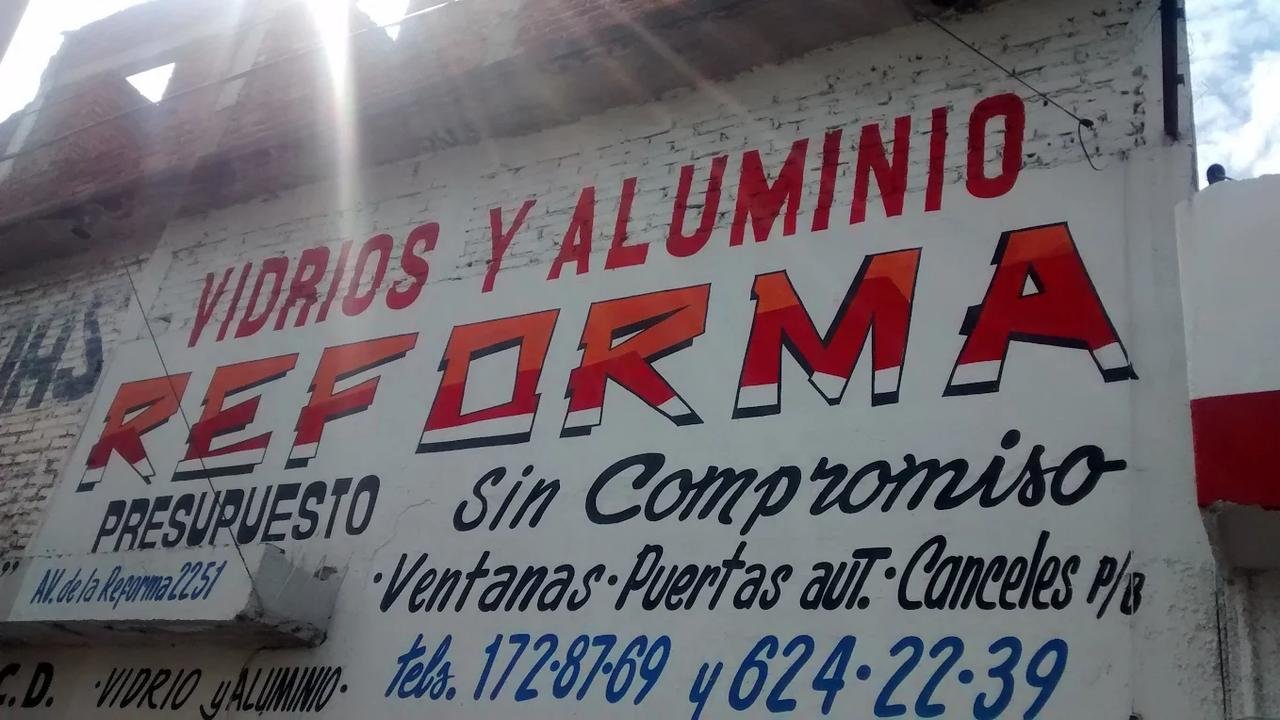 VIDRIOS Y ALUMINIO
REFORMA
PRESUPUESTO Sin Compromiso
AV. de la Reforma 2251
·Ventanas·Puertas auT.·Canceles P/B
tels. 172·87·69 y 624·22·39
C.D. ·VIDRIO y ALUMINIO·